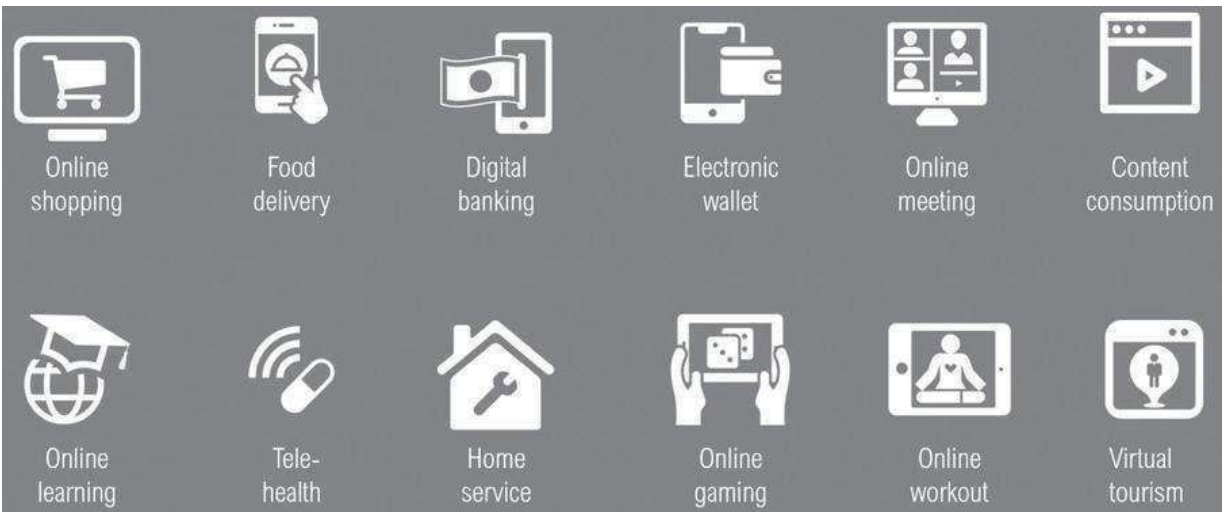 Online
shopping
Food
delivery
Digital
banking
Electronic
wallet
Online
meeting
Content
consumption
Online
learning
Tele-
health
Home
service
Online
gaming
Online
workout
Virtual
tourism